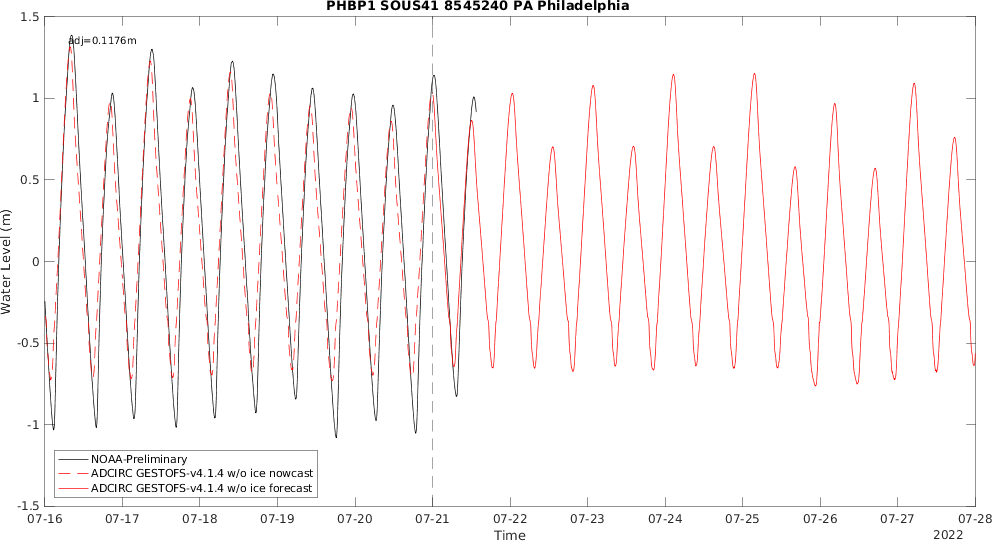 PHBP1 SOUS41 8545240 PA Philadelphia
adj=0.1176m
1.5
1
0.5
0
-0.5
-1
-1.5
Water Level (m)
NOAA-Preliminary
ADCIRC GESTOFS-v4.1.4 w/o ice nowcast
ADCIRC GESTOFS-v4.1.4 w/o ice forecast
07-16 07-17 07-18 07-19 07-20 07-21 07-22 07-23 07-24 07-25 07-26 07-27 07-28
Time
2022